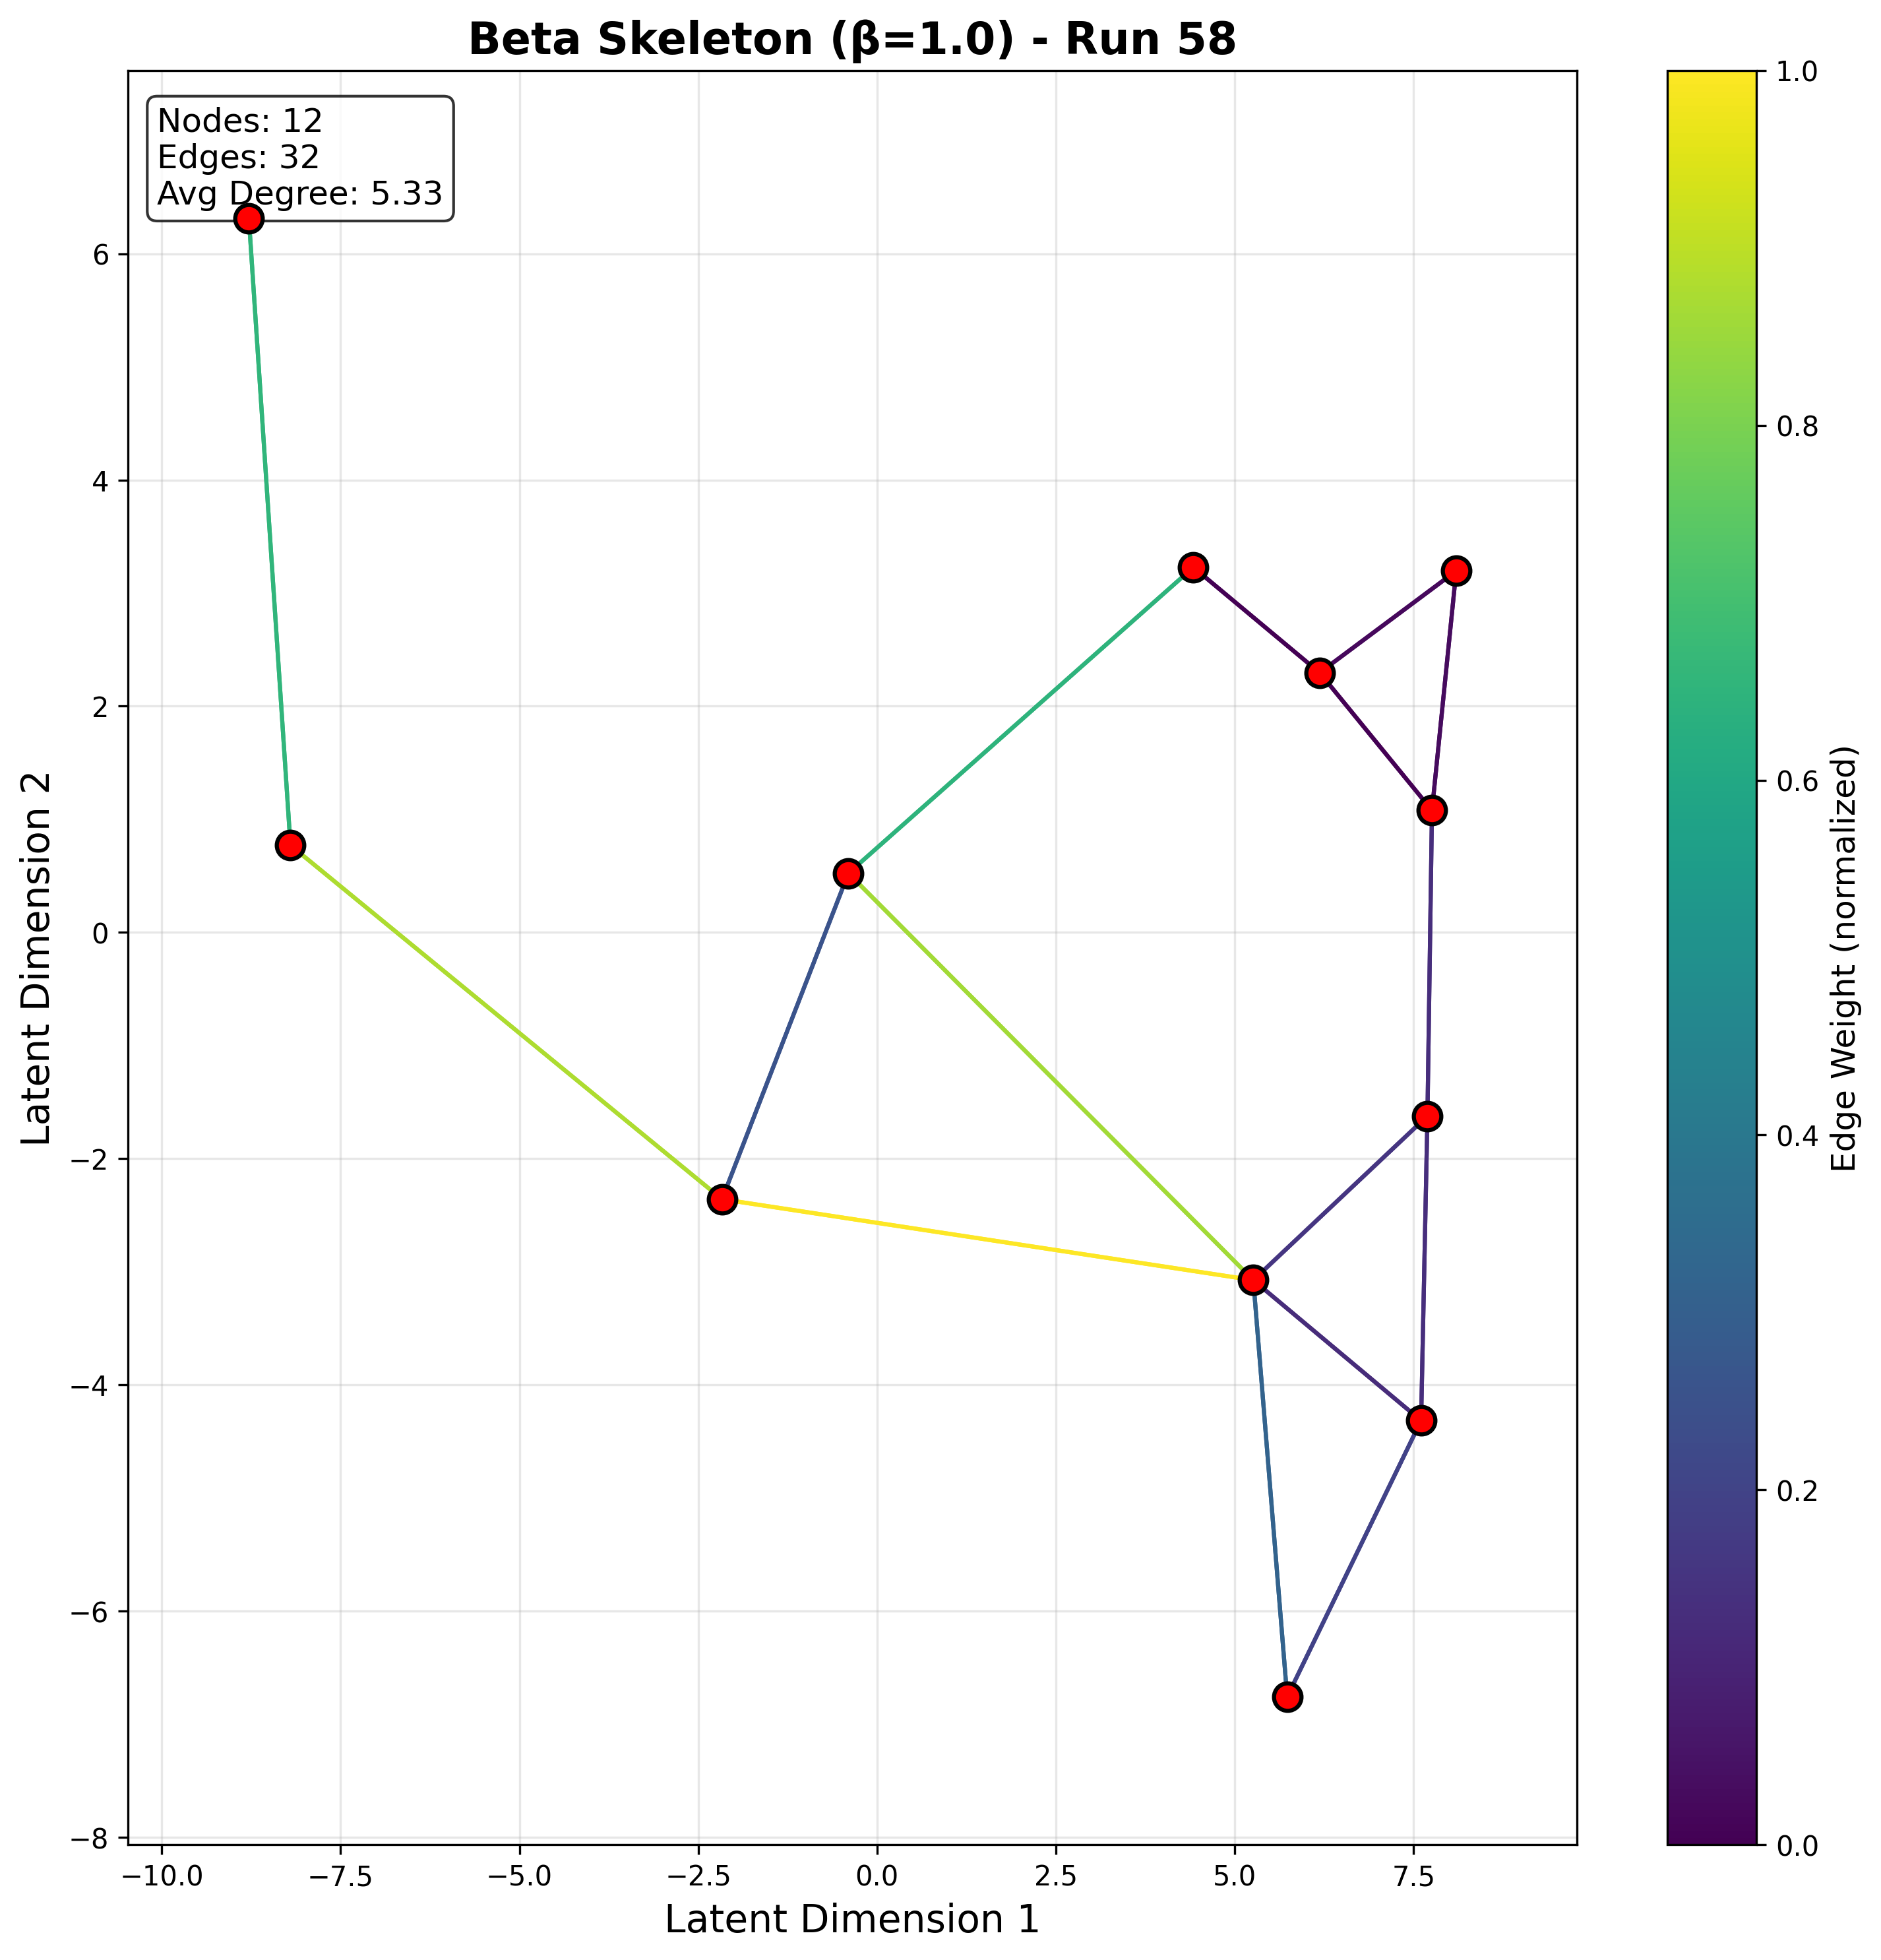 Beta Skeleton (β=1.0) - Run 58
Nodes: 12
Edges: 32
Avg Degree: 5.33
6
4
2
0
−2
−4
−6
−8
Latent Dimension 2
−10.0 −7.5 −5.0 −2.5 0.0 2.5 5.0 7.5
Latent Dimension 1
1.0
0.8
0.6
0.4
0.2
0.0
Edge Weight (normalized)